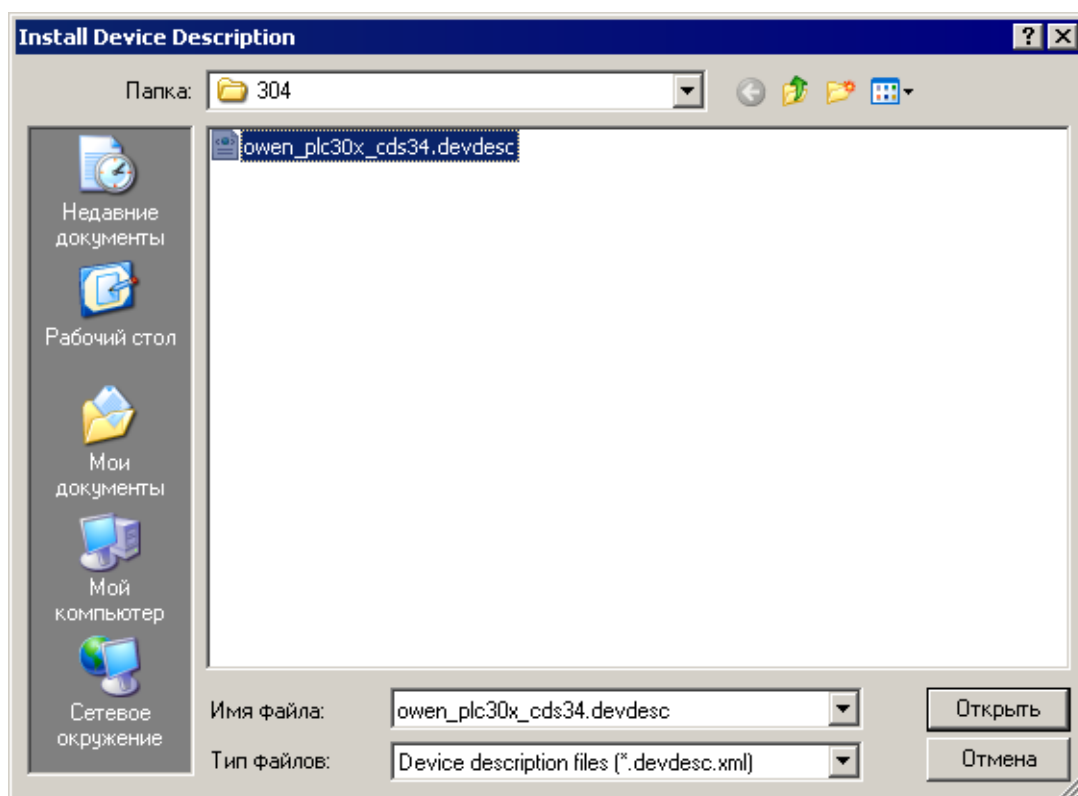 Install Device Description
Папка:
304
owen_plc30x_cds34.devdesc
Недавние
документы
Рабочий стол
Мои
документы
Мой
компьютер
Сетевое
окружение
Имя файла:
owen_plc30x_cds34.devdesc
Открыть
Тип файлов:
Device description files (*.devdesc.xml)
Отмена